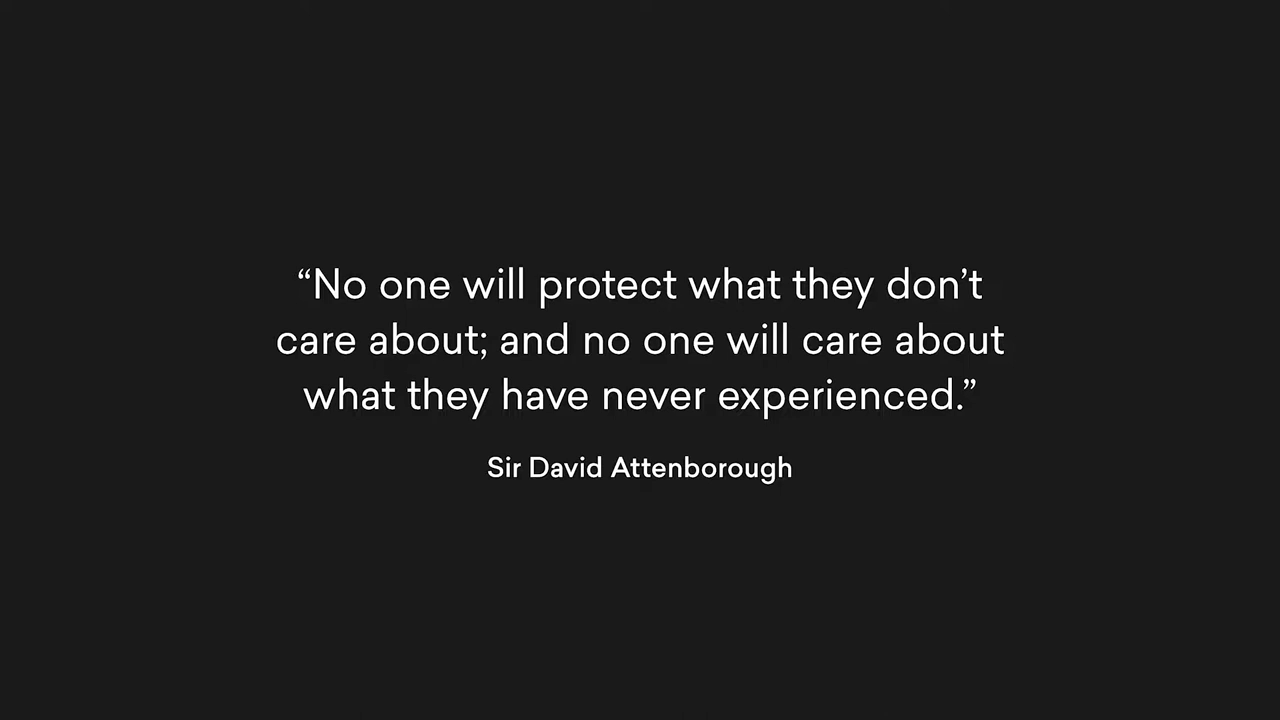 “No one will protect what they don’t
care about; and no one will care about
what they have never experienced.”
Sir David Attenborough